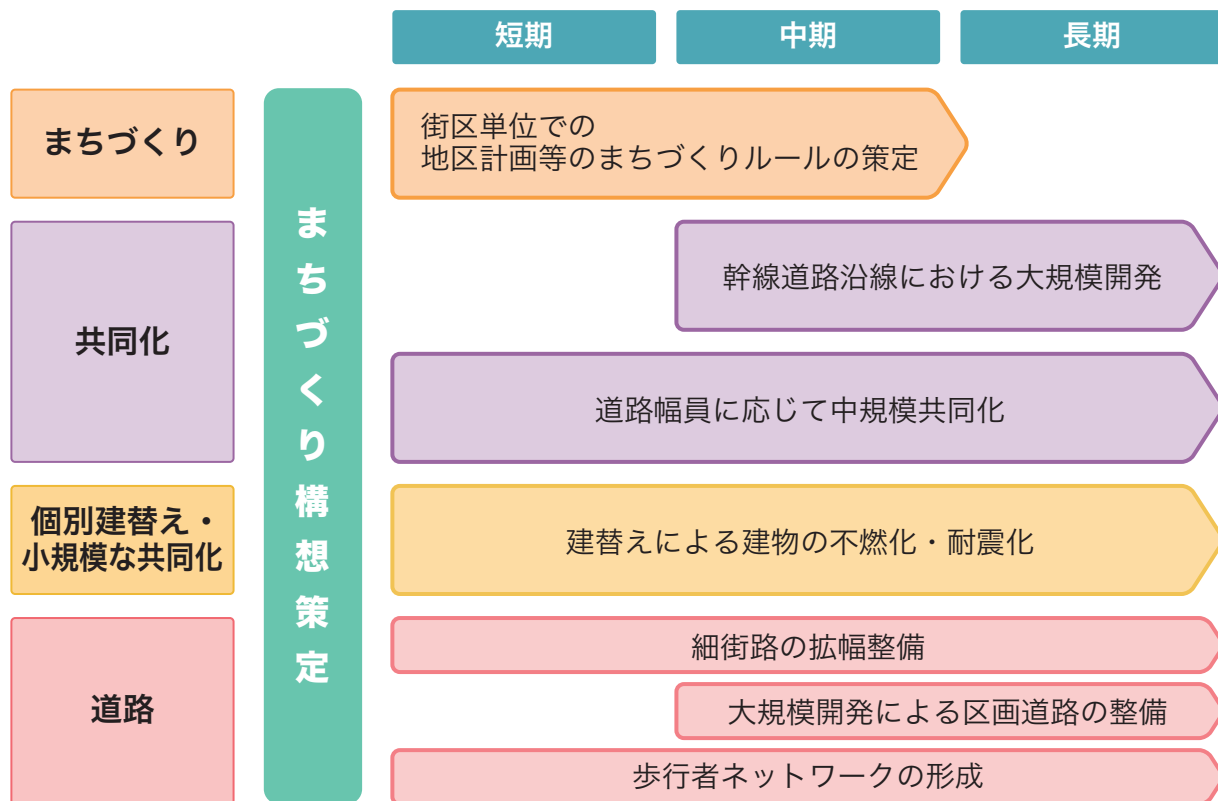 短期
中期
長期
まちづくり
まちづくり構想策定
街区単位での
地区計画等のまちづくりルールの策定
共同化
幹線道路沿線における大規模開発
道路幅員に応じて中規模共同化
個別建替え・
小規模な共同化
建替えによる建物の不燃化・耐震化
道路
細街路の拡幅整備
大規模開発による区画道路の整備
歩行者ネットワークの形成